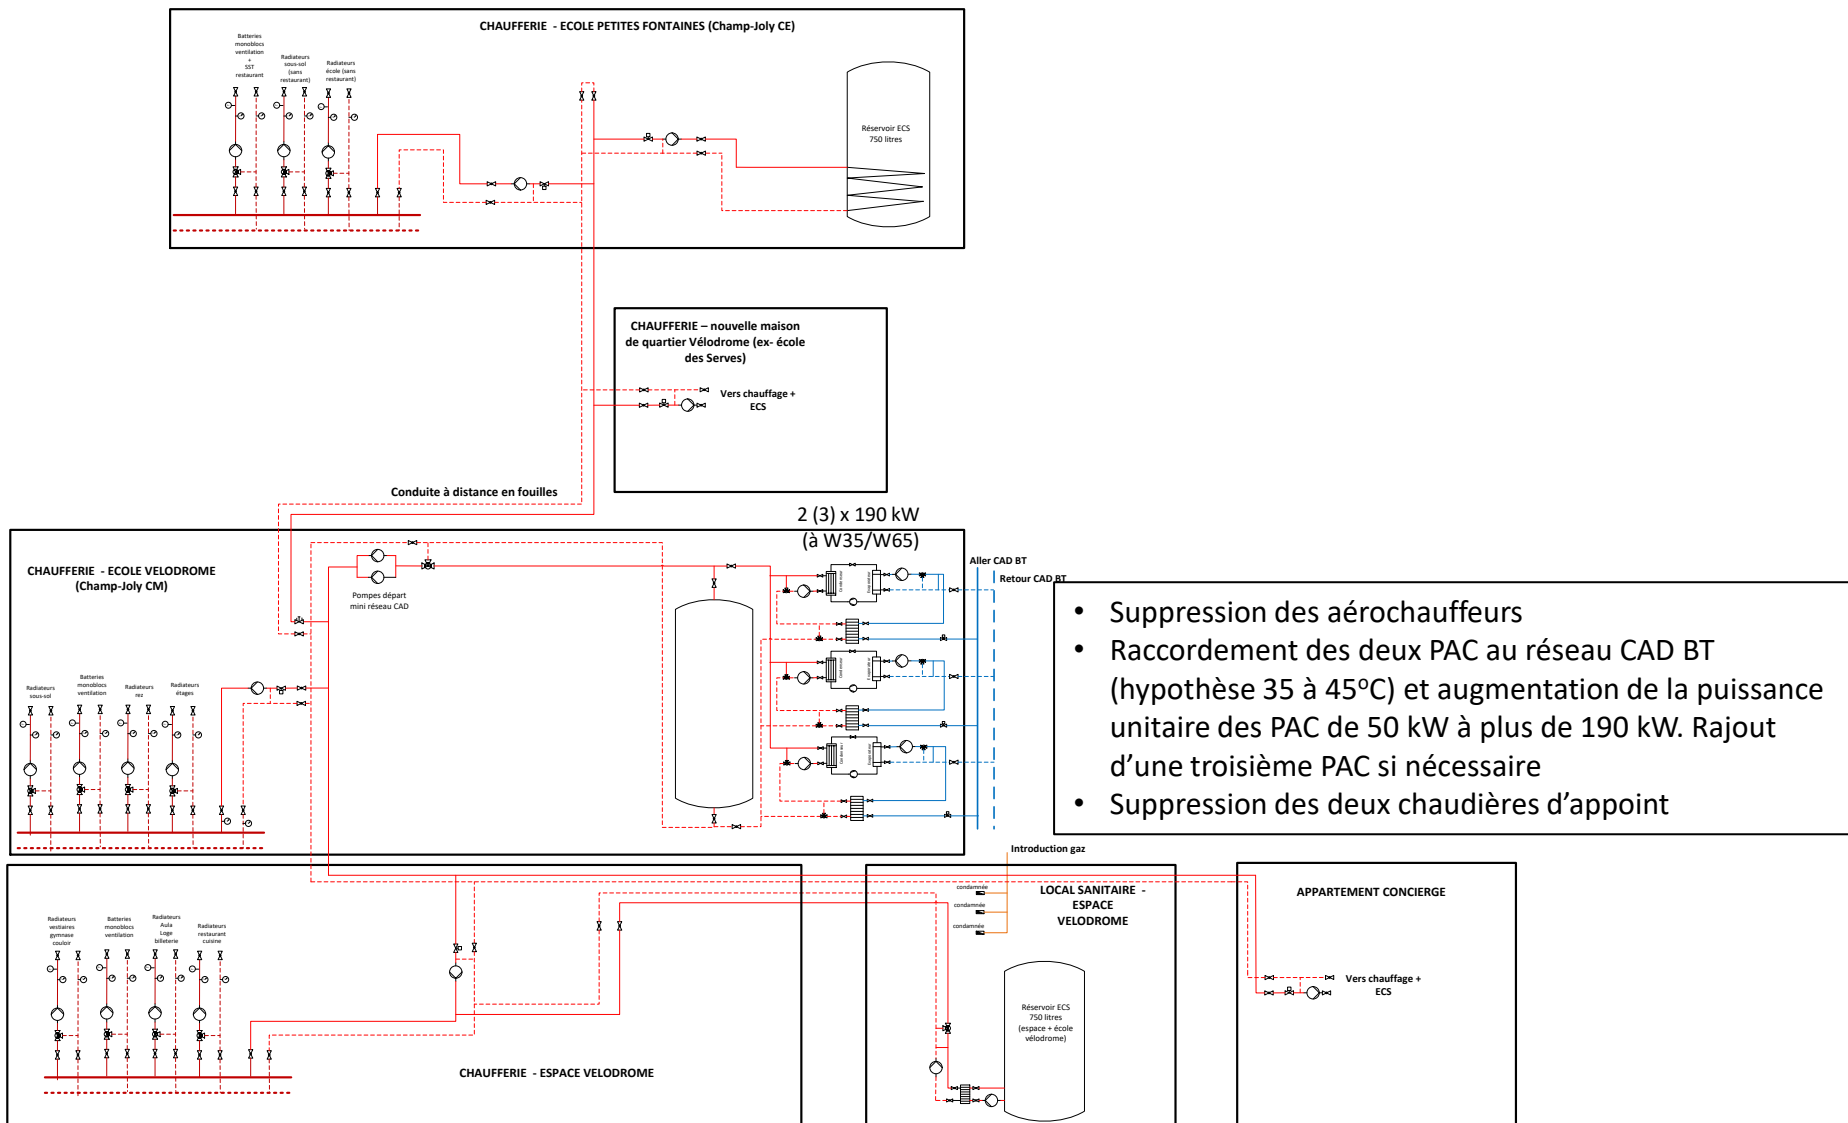 CHAUFFERIE - ECOLE PETITES FONTAINES (Champ-Joly CE)
Batteries
monoblocs
ventilation
+
SST
restaurant
Radiateurs
sous-sol
(sans
restaurant)
Radiateurs
école (sans
restaurant)
Réservoir ECS
750 litres
CHAUFFERIE – nouvelle maison
de quartier Vélodrome (ex- école
des Serves)
Vers chauffage +
ECS
Conduite à distance en fouilles
2 (3) x 190 kW
(à W35/W65)
CHAUFFERIE - ECOLE VELODROME
(Champ-Joly CM)
Pompes départ
mini réseau CAD
Condenseur
Evaporateur
Condenseur
Evaporateur
Condenseur
Evaporateur
Aller CAD BT
Retour CAD BT
Radiateurs
sous-sol
Batteries
monoblocs
ventilation
Radiateurs
rez
Radiateurs
étages
• Suppression des aérochauffeurs
• Raccordement des deux PAC au réseau CAD BT
(hypothèse 35 à 45°C) et augmentation de la puissance
unitaire des PAC de 50 kW à plus de 190 kW. Rajout
d’une troisième PAC si nécessaire
• Suppression des deux chaudières d’appoint
Introduction gaz
condamnée
condamnée
condamnée
LOCAL SANITAIRE -
ESPACE
VELODROME
Réservoir ECS
750 litres
(espace + école
vélodrome)
APPARTEMENT CONCIERGE
Vers chauffage +
ECS
Radiateurs
vestiaires
gymnase
couloir
Batteries
monoblocs
ventilation
Radiateurs
Aula
Loge
billeterie
Radiateurs
restaurant
cuisine
CHAUFFERIE - ESPACE VELODROME